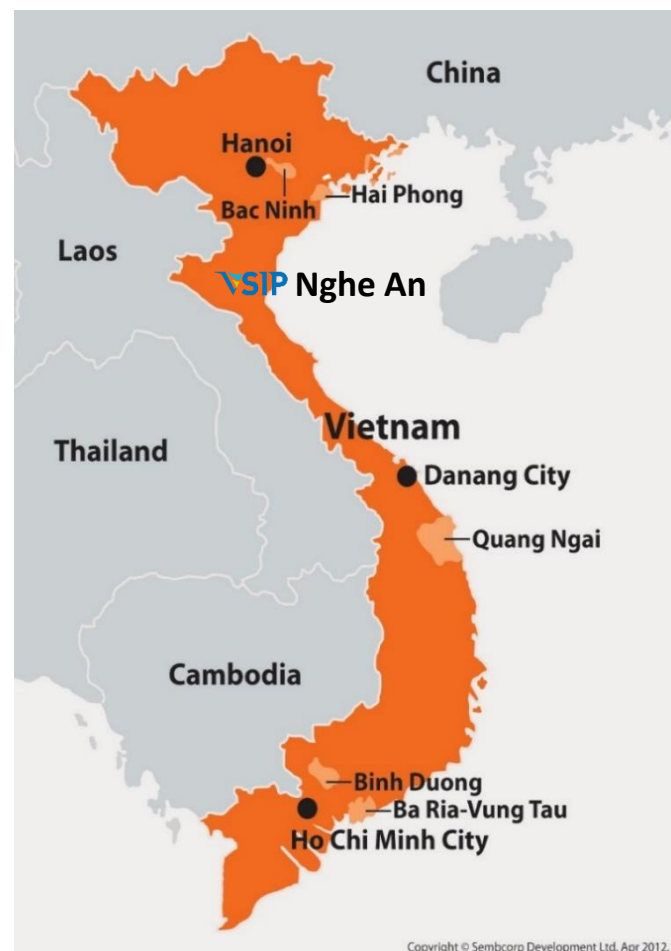 China
Hanoi
Bac Ninh
Hai Phong
Laos
VSIP Nghe An
Vietnam
Thailand
Danang City
Quang Ngai
Cambodia
Binh Duong
Ba Ria-Vung Tau
Ho Chi Minh City
Copyright © Sembcorp Development Ltd. Apr 2012.